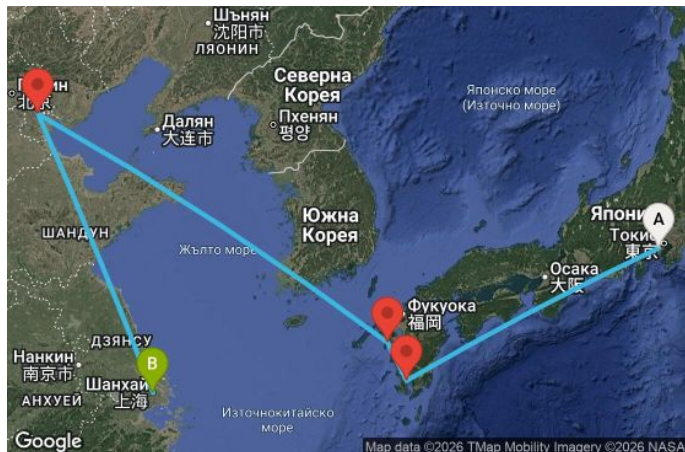 Шънян
沈阳市
ЛЯОНИН
北京
Далян
大连市
Северна
Корея
Пхенян
평양
Японско море
(Източно море)
Южна
Корея
ШАНДУН
Жълто море
A
Токио
東京
Осака
大阪
Фукуока
福岡
ДЗЯНСУ
Нанкин
南京市
B
Шанхай
上海
АНХУЕЙ
Източнокитайско
море
Google
Map data ©2026 TMap Mobility Imagery ©2026 NASA